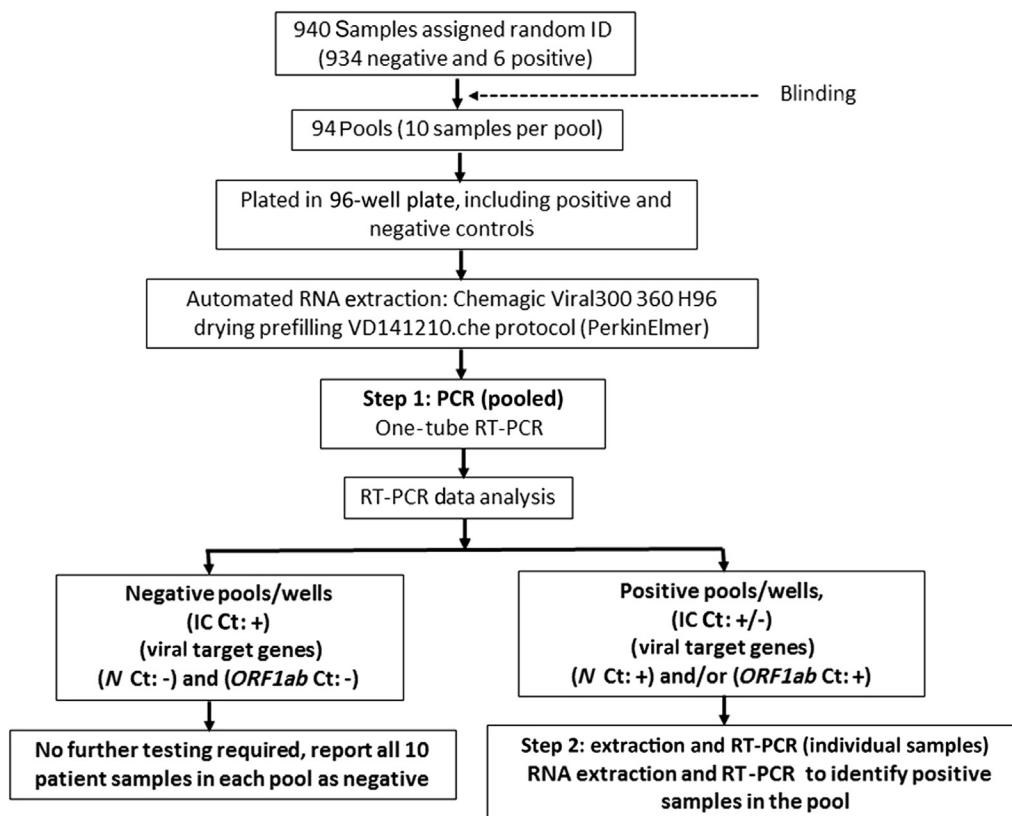 940 Samples assigned random ID
(934 negative and 6 positive)
Blinding
94 Pools (10 samples per pool)
Plated in 96-well plate, including positive and
negative controls
Automated RNA extraction: Chemagic Viral300 360 H96
drying prefilling VD141210.che protocol (PerkinElmer)
Step 1: PCR (pooled)
One-tube RT-PCR
RT-PCR data analysis
Negative pools/wells
(IC Ct: +)
(viral target genes)
(N Ct: -) and (ORF1ab Ct: -)
Positive pools/wells,
(IC Ct: +/-)
(viral target genes)
(N Ct: +) and/or (ORF1ab Ct: +)
No further testing required, report all 10
patient samples in each pool as negative
Step 2: extraction and RT-PCR (individual samples)
RNA extraction and RT-PCR to identify positive
samples in the pool